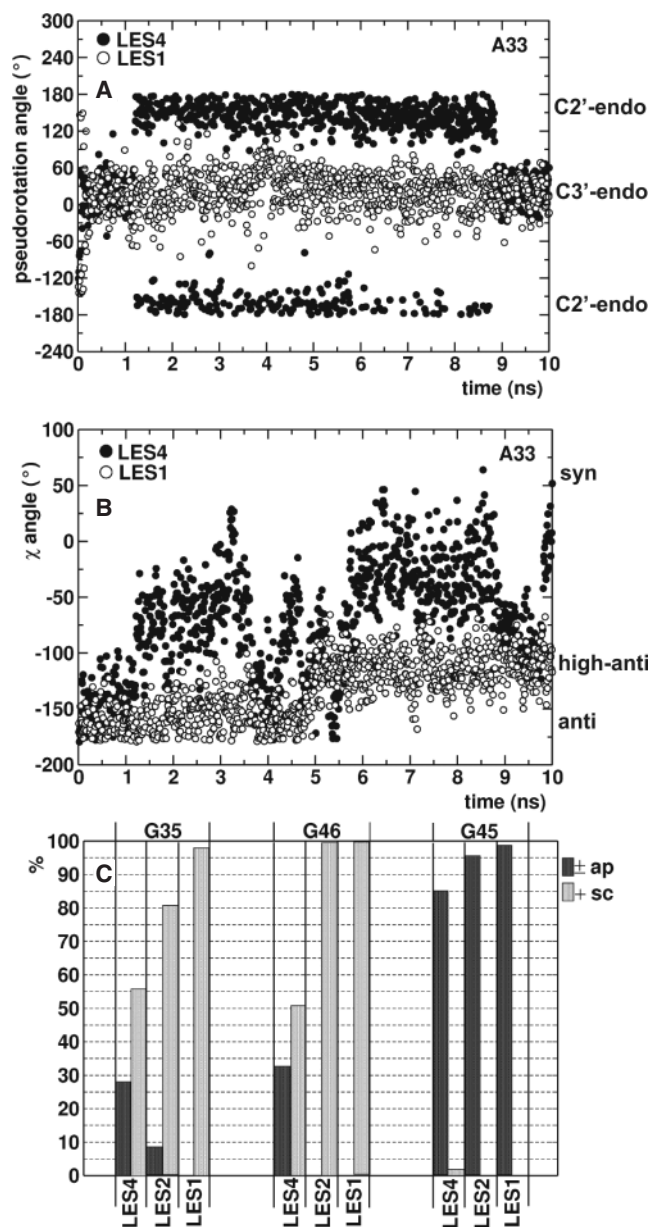 300
240
180
120
60
0
-60
-120
-180
-240
pseudorotation angle (°)
LES4
LES1
A33
A
C2'-endo
C3'-endo
C2'-endo
0 1 2 3 4 5 6 7 8 9 10
time (ns)
100
50
0
-50
-100
-150
-200
χ angle (°)
LES4
LES1
A33
B
syn
high-anti
anti
0 1 2 3 4 5 6 7 8 9 10
time (ns)
G35 G46 G45
100
90
80
70
60
50
40
30
20
10
0
%
C
± ap
+ sc
LES4 LES2 LES1 LES4 LES2 LES1 LES4 LES2 LES1